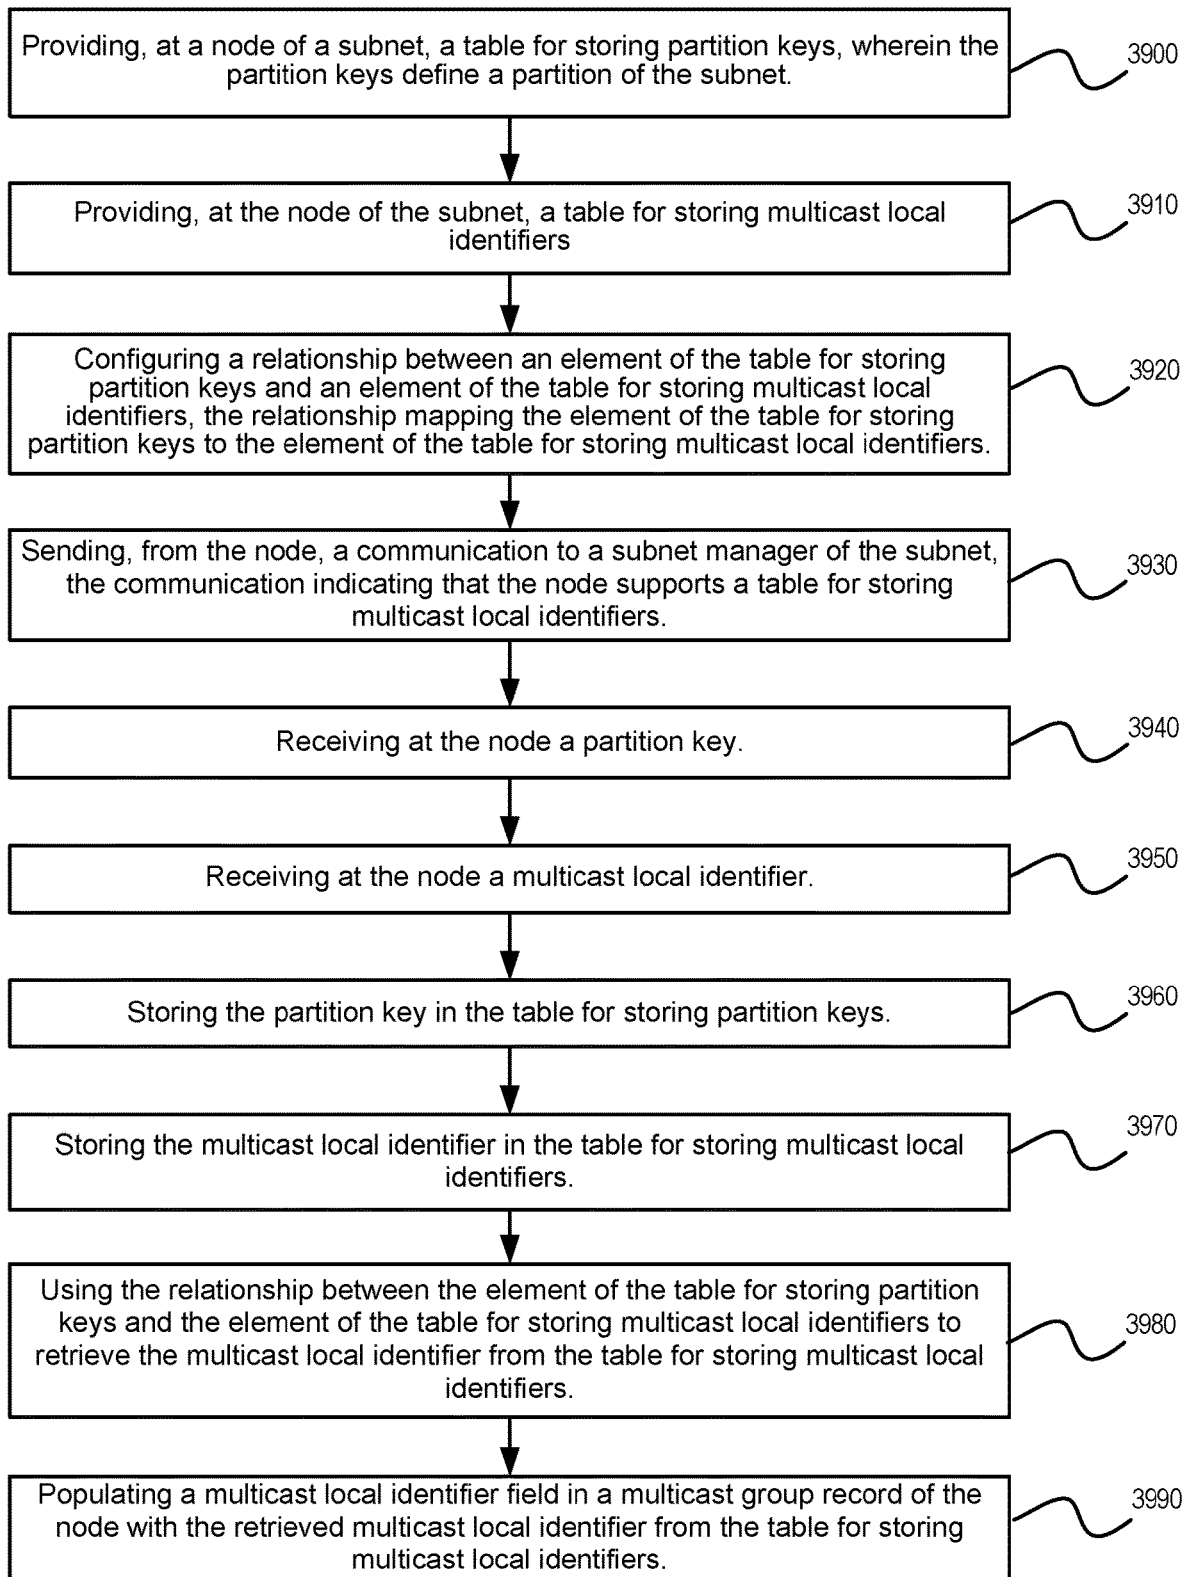 Providing, at a node of a subnet, a table for storing partition keys, wherein the
partition keys define a partition of the subnet.
3900
Providing, at the node of the subnet, a table for storing multicast local
identifiers
3910
Configuring a relationship between an element of the table for storing
partition keys and an element of the table for storing multicast local
identifiers, the relationship mapping the element of the table for storing
partition keys to the element of the table for storing multicast local identifiers.
3920
Sending, from the node, a communication to a subnet manager of the subnet,
the communication indicating that the node supports a table for storing
multicast local identifiers.
3930
Receiving at the node a partition key.
3940
Receiving at the node a multicast local identifier.
3950
Storing the partition key in the table for storing partition keys.
3960
Storing the multicast local identifier in the table for storing multicast local
identifiers.
3970
Using the relationship between the element of the table for storing partition
keys and the element of the table for storing multicast local identifiers to
retrieve the multicast local identifier from the table for storing multicast local
identifiers.
3980
Populating a multicast local identifier field in a multicast group record of the
node with the retrieved multicast local identifier from the table for storing
multicast local identifiers.
3990